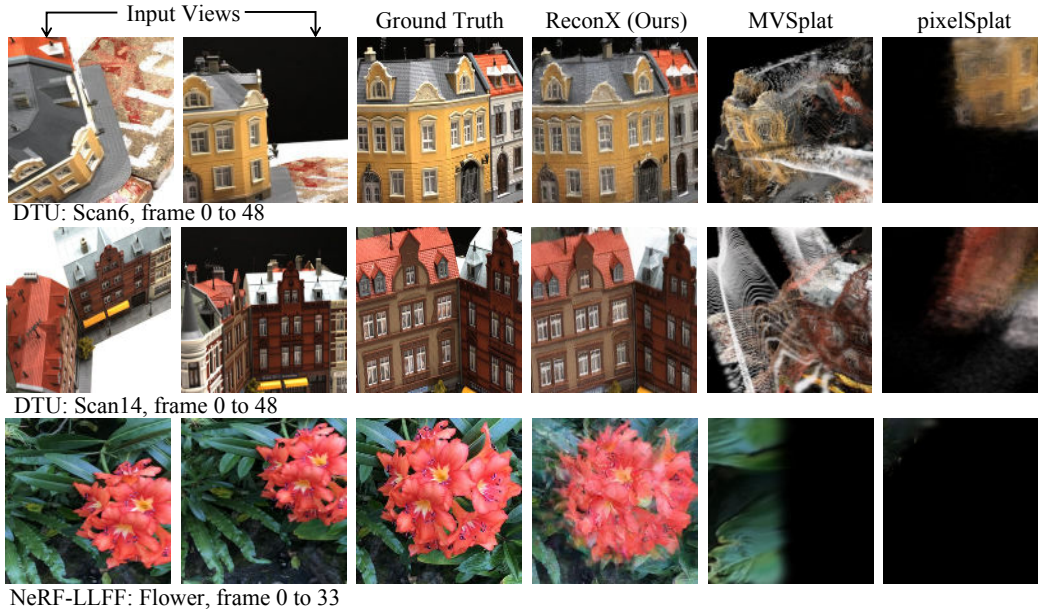 Input Views
Ground Truth
ReconX (Ours)
MVSplat
pixelSplat
DTU: Scan6, frame 0 to 48
DTU: Scan14, frame 0 to 48
NeRF-LLFF: Flower, frame 0 to 33